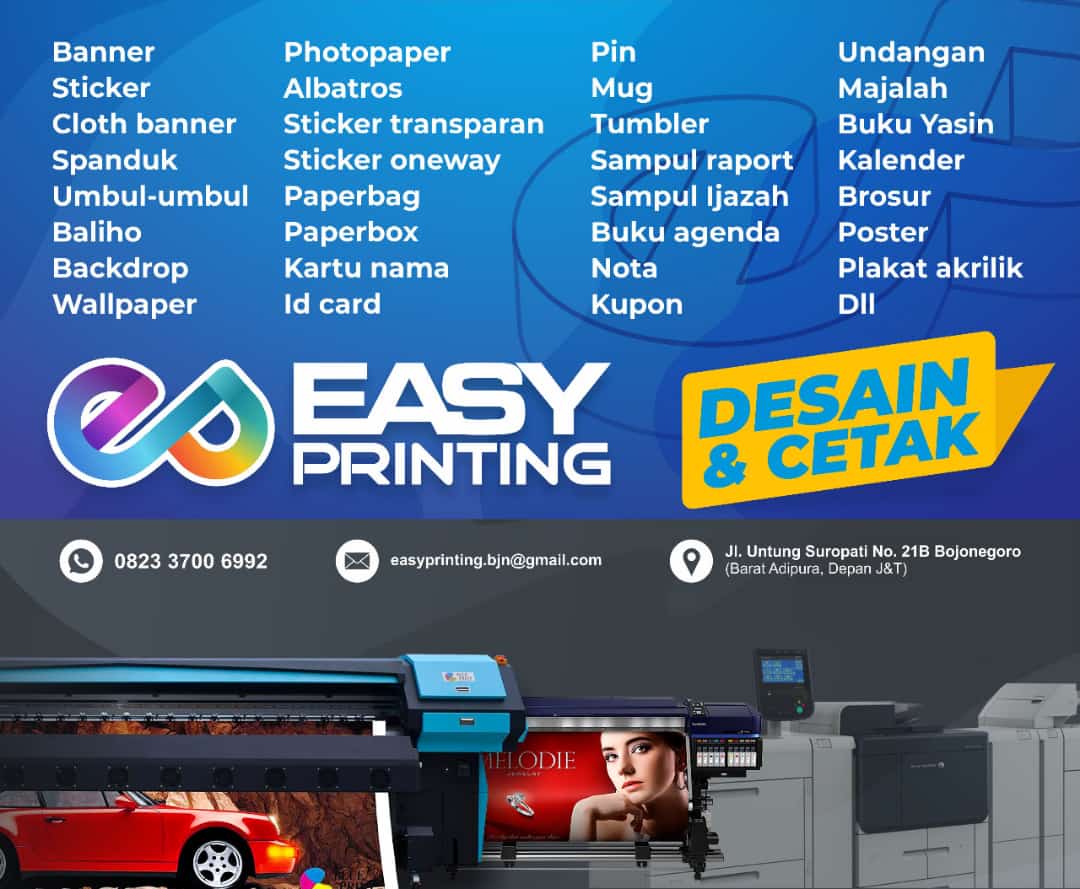 Banner
Sticker
Cloth banner
Spanduk
Umbul-umbul
Baliho
Backdrop
Wallpaper
Photopaper
Albatros
Sticker transparan
Sticker oneway
Paperbag
Paperbox
Kartu nama
Id card
Pin
Mug
Tumbler
Sampul raport
Sampul Ijazah
Buku agenda
Nota
Kupon
Undangan
Majalah
Buku Yasin
Kalender
Brosur
Poster
Plakat akrilik
Dll
EASY
PRINTING
DESAIN
& CETAK
0823 3700 6992
easyprinting.bjn@gmail.com
Jl. Untung Suropati No. 21B Bojonegoro
(Barat Adipura, Depan J&T)
MELODIE
JEWELRY